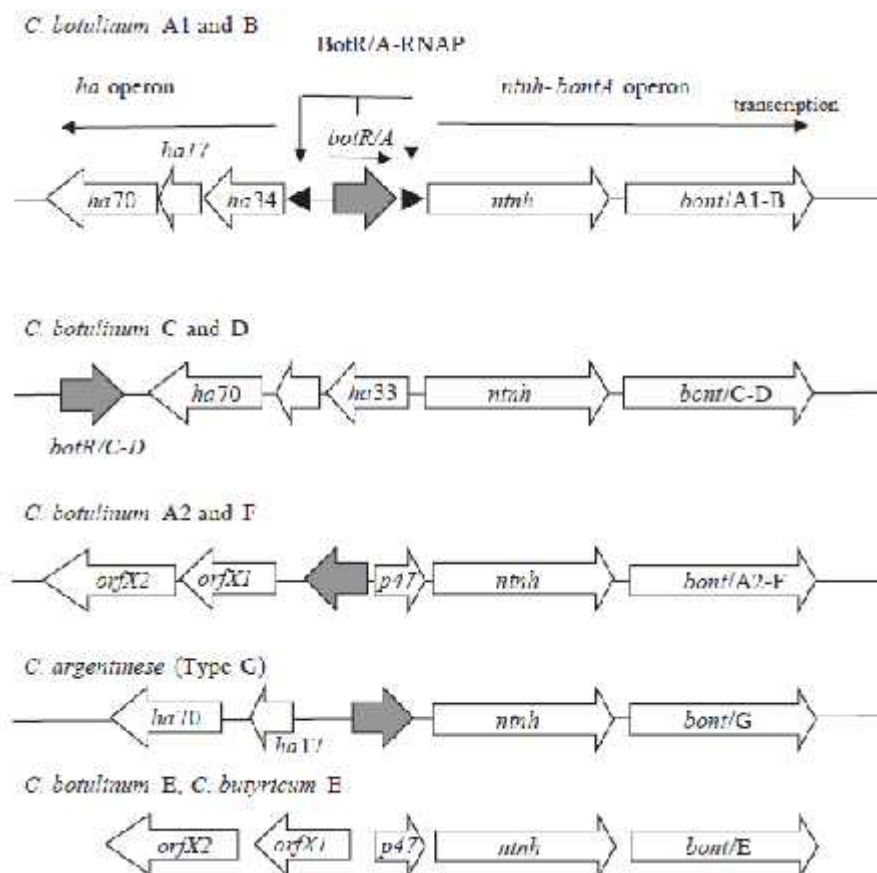 C. botulinum A1 and B
BotR/A-RNAP
ha operon
ntnh-bontA operon
transcription
ha17
botR/A
ha70
ha34
ntnh
bont/A1-B
C. botulinum C and D
ha70
ha33
ntnh
bont/C-D
botR/C-D
C. botulinum A2 and F
orfX2
orfX1
p47
ntnh
bont/A2-F
C. argentinese (Type G)
ha70
ha17
ntnh
bont/G
C. botulinum E, C. butyricum E
orfX2
orfX1
p47
ntnh
bont/E